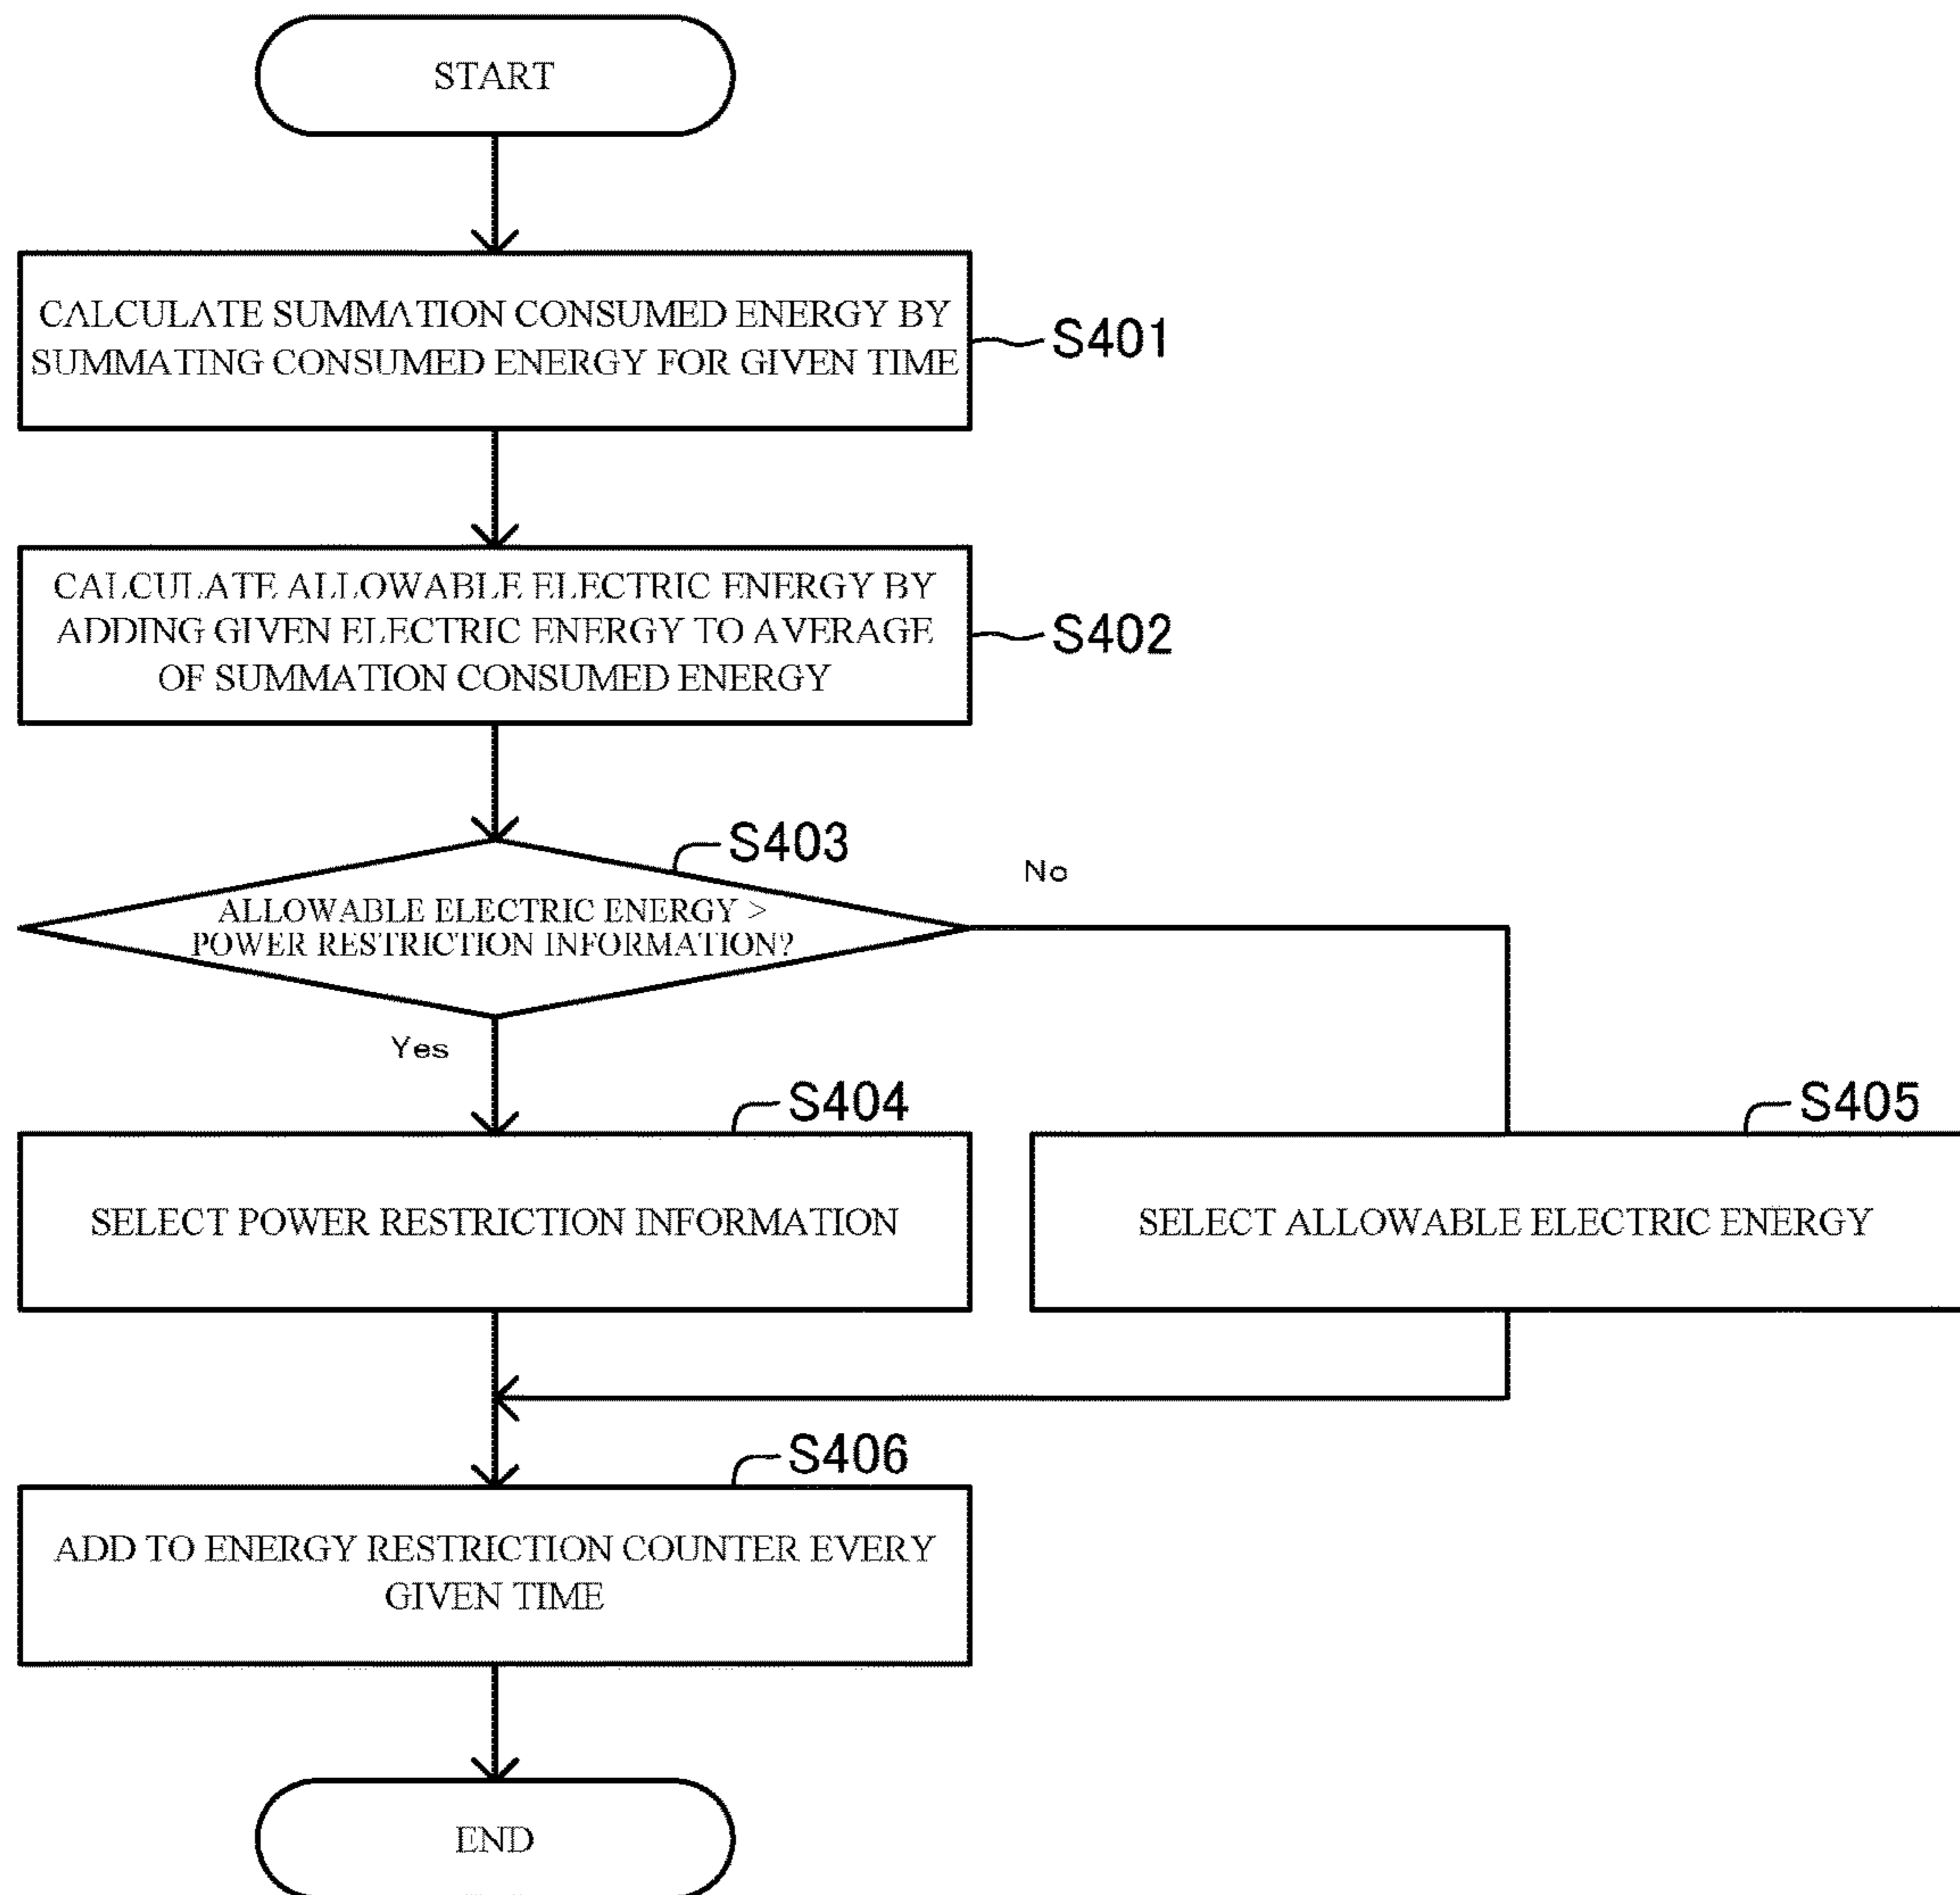 START
CALCULATE SUMMATION CONSUMED ENERGY BY
SUMMATING CONSUMED ENERGY FOR GIVEN TIME
S401
CALCULATE ALLOWABLE ELECTRIC ENERGY BY
ADDING GIVEN ELECTRIC ENERGY TO AVERAGE
OF SUMMATION CONSUMED ENERGY
S402
S403
No
ALLOWABLE ELECTRIC ENERGY >
POWER RESTRICTION INFORMATION?
Yes
S404
S405
SELECT POWER RESTRICTION INFORMATION
SELECT ALLOWABLE ELECTRIC ENERGY
S406
ADD TO ENERGY RESTRICTION COUNTER EVERY
GIVEN TIME
END